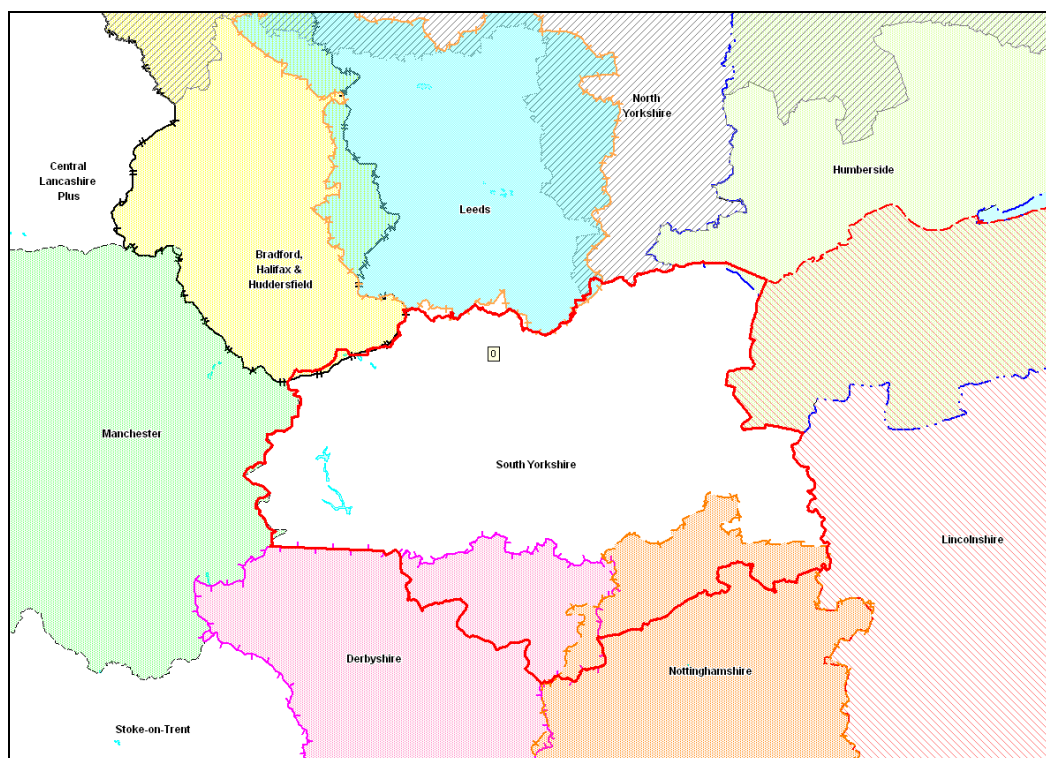 North
Yorkshire
Central
Lancashire
Plus
Humberside
Leeds
Bradford,
Halifax &
Huddersfield
0
Manchester
South Yorkshire
Lincolnshire
Derbyshire
Nottinghamshire
Stoke-on-Trent